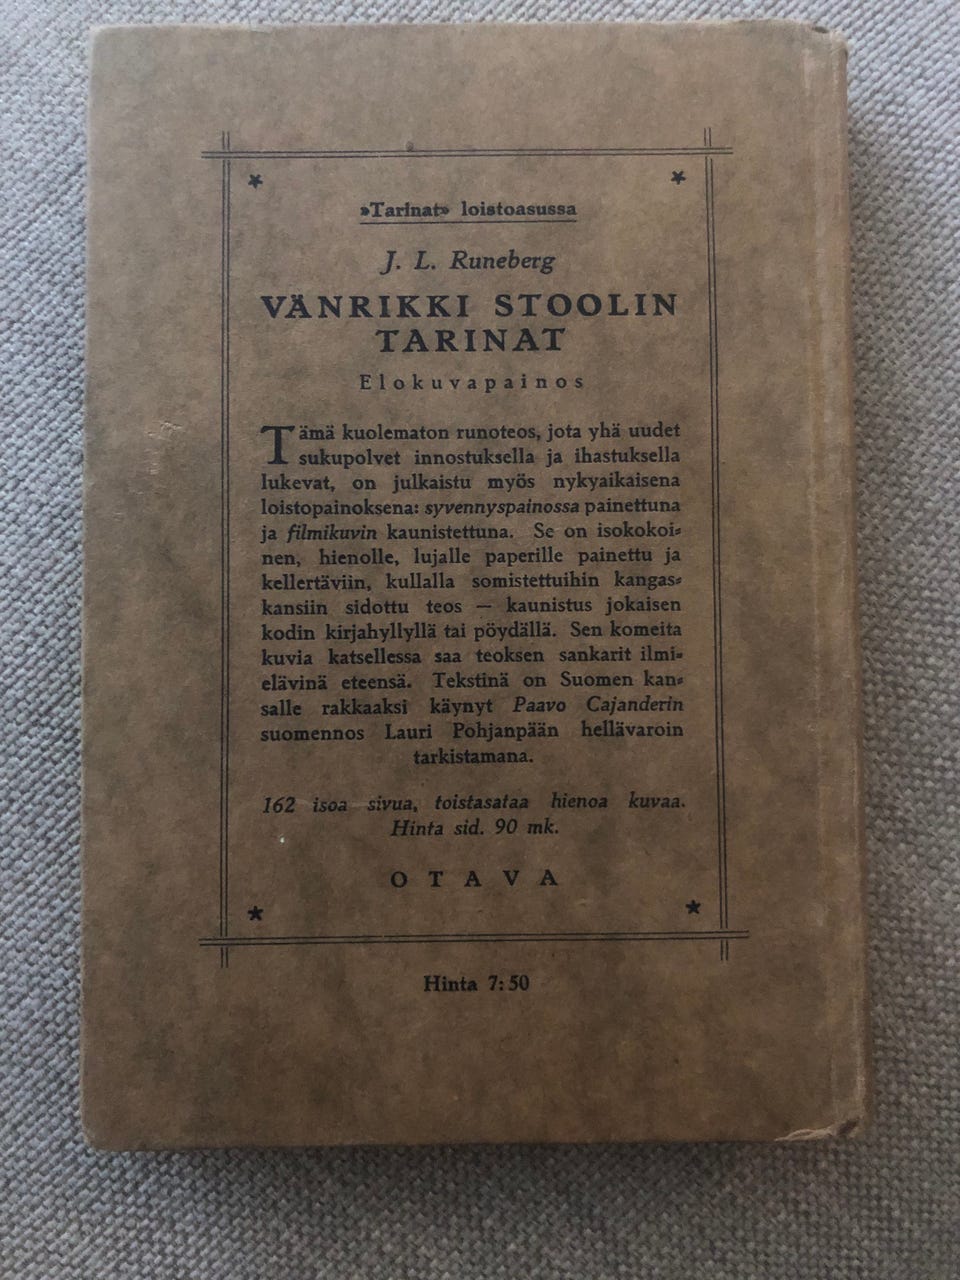 »Tarinat» loistoasussa
J. L. Runeberg
VÄNRIKKI STOOLIN
TARINAT
Elokuvapainos
Tämä kuolematon runoteos, jota yhä uudet
sukupolvet innostuksella ja ihastuksella
lukevat, on julkaistu myös nykyaikaisena
loistopainoksena: syvennyspainossa painettuna
ja filmikuvin kaunistettuna. Se on isokokoi-
nen, hienolle, lujalle paperille painettu ja
kellertäviin, kullalla somistettuihin kangas-
kansiin sidottu teos — kaunistus jokaisen
kodin kirjahyllyllä tai pöydällä. Sen komeita
kuvia katsellessa saa teoksen sankarit ilmi-
elävinä eteensä. Tekstinä on Suomen kan-
salle rakkaaksi käynyt Paavo Cajanderin
suomennos Lauri Pohjanpään hellävaroin
tarkistamana.
162 isoa sivua, toistasataa hienoa kuvaa.
Hinta sid. 90 mk.
OTAVA
Hinta 7:50